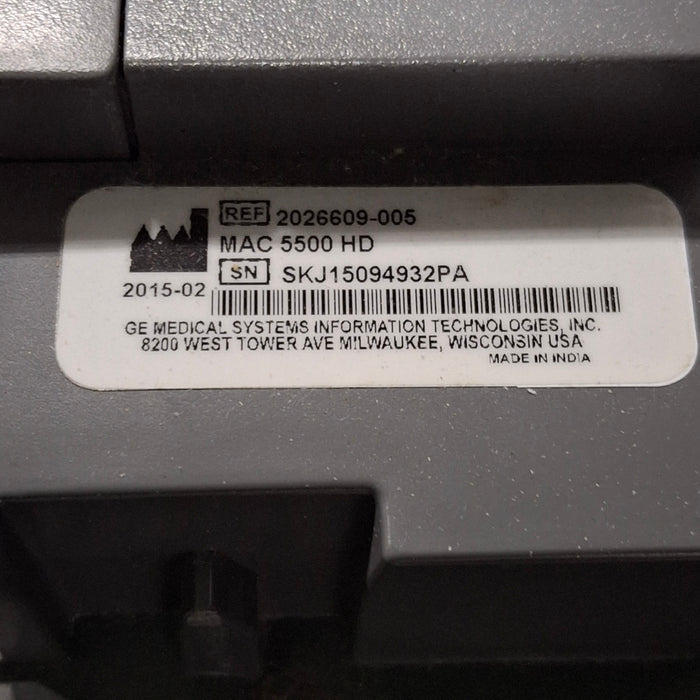 REF 2026609-005
MAC 5500 HD
SN SKJ15094932PA
2015-02
GE MEDICAL SYSTEMS INFORMATION TECHNOLOGIES, INC.
8200 WEST TOWER AVE MILWAUKEE, WISCONSIN USA
MADE IN INDIA